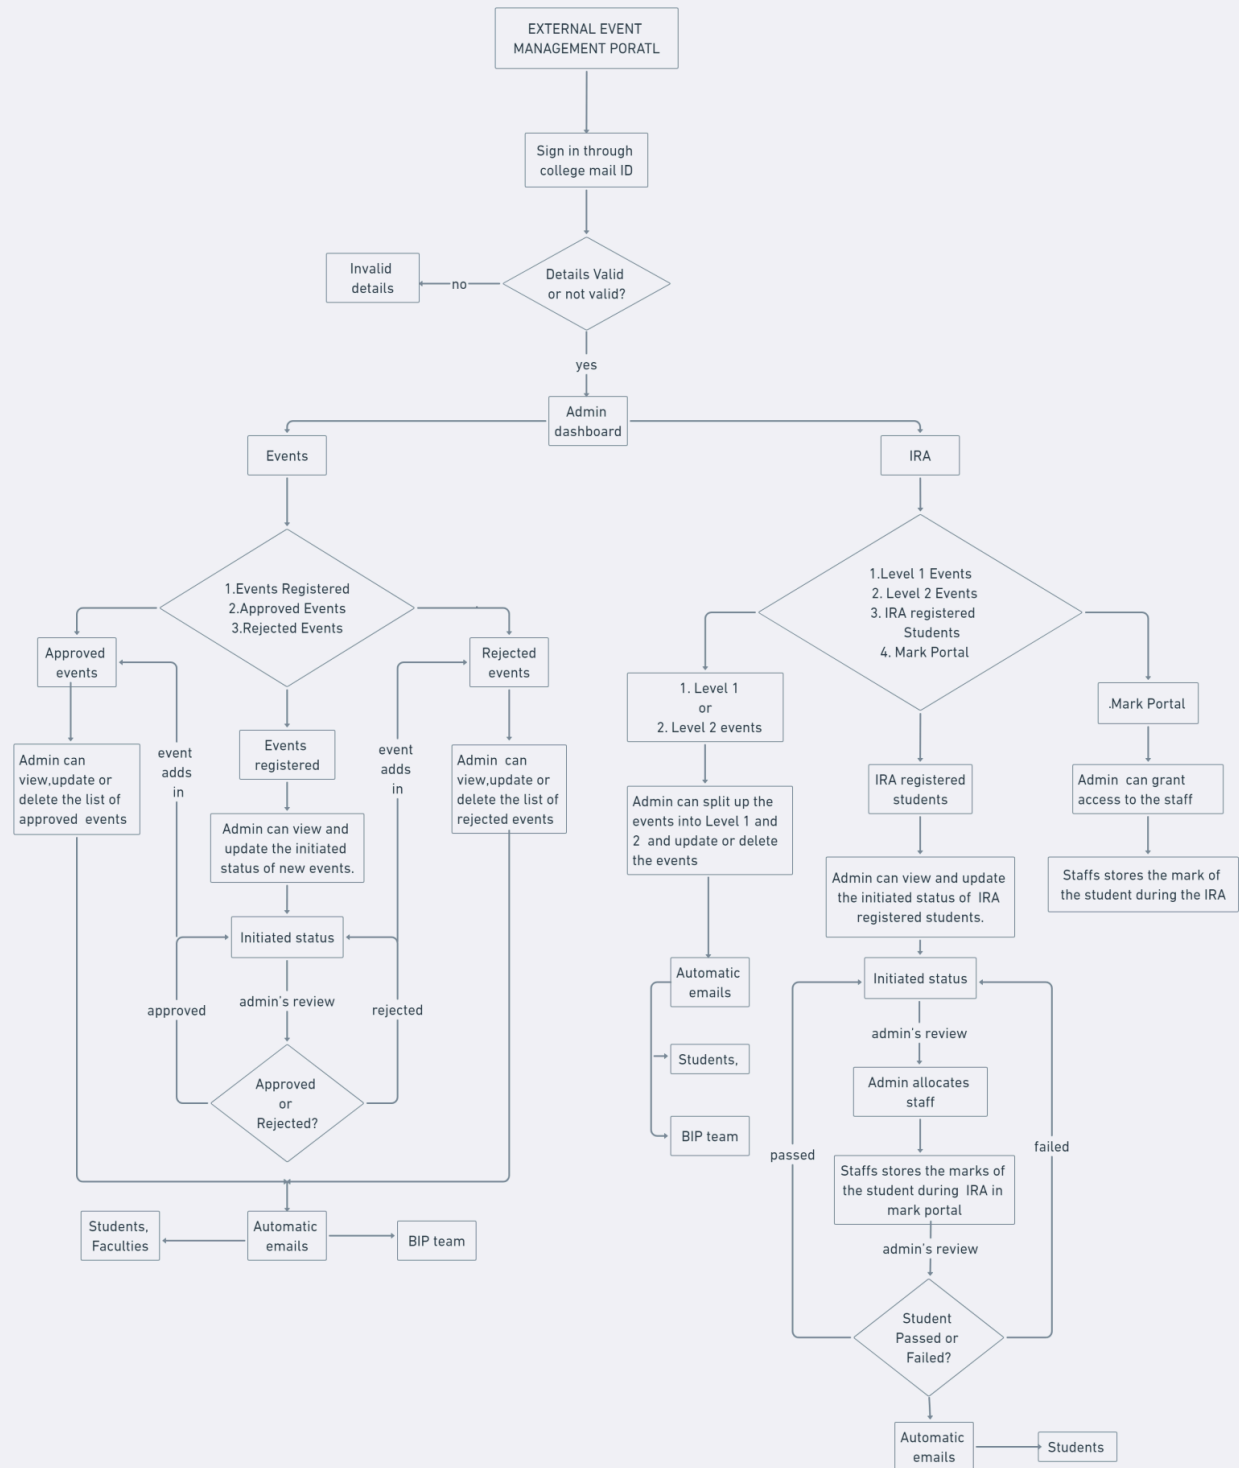 EXTERNAL EVENT
MANAGEMENT PORATL
Sign in through
college mail ID
Details Valid
or not valid?
no
Invalid
details
yes
Admin
dashboard
Events
1.Events Registered
2.Approved Events
3.Rejected Events
Approved
events
Admin can
view,update or
delete the list of
approved events
event
adds
in
Events
registered
Admin can view and
update the initiated
status of new events.
Initiated status
admin's review
approved
rejected
Approved
or
Rejected?
event
adds
in
Rejected
events
Admin can
view,update or
delete the list of
rejected events
Students,
Faculties
Automatic
emails
BIP team
IRA
1.Level 1 Events
2. Level 2 Events
3. IRA registered
Students
4. Mark Portal
1. Level 1
or
2. Level 2 events
Admin can split up the
events into Level 1 and
2 and update or delete
the events
Automatic
emails
Students,
BIP team
IRA registered
students
Admin can view and update
the initiated status of IRA
registered students.
Initiated status
admin's review
Admin allocates
staff
Staffs stores the marks of
the student during IRA in
mark portal
admin's review
passed
failed
Student
Passed or
Failed?
Automatic
emails
Students
.Mark Portal
Admin can grant
access to the staff
Staffs stores the mark of
the student during the IRA